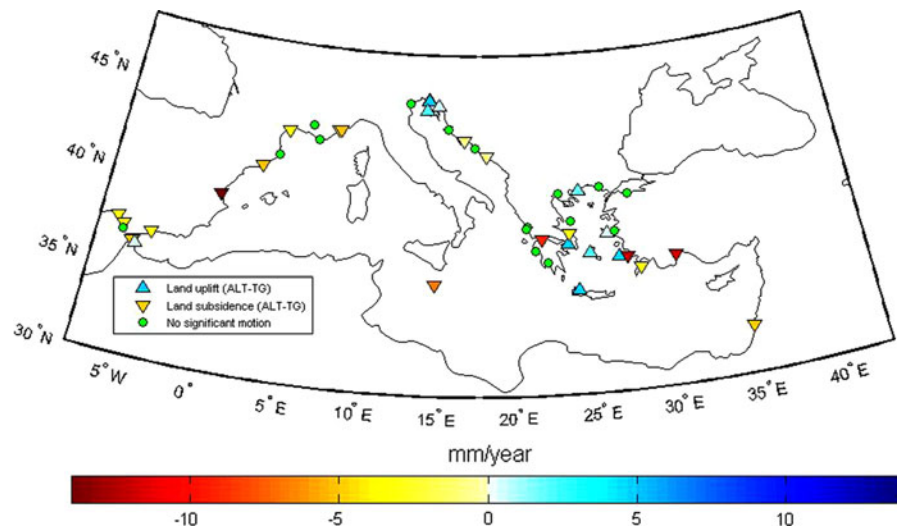 45°N
40°N
35°N
30°N
Land uplift (ALT-TG)
Land subsidence (ALT-TG)
No significant motion
5°W
0°
5°E
10°E
15°E
20°E
25°E
30°E
35°E
40°E
mm/year
-10
-5
0
5
10